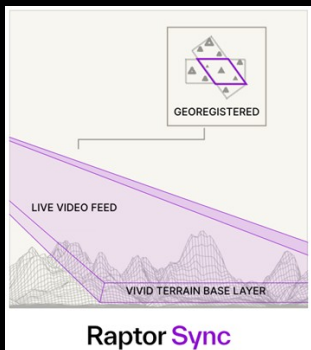 GEOREGISTERED
LIVE VIDEO FEED
VIVID TERRAIN BASE LAYER
Raptor Sync